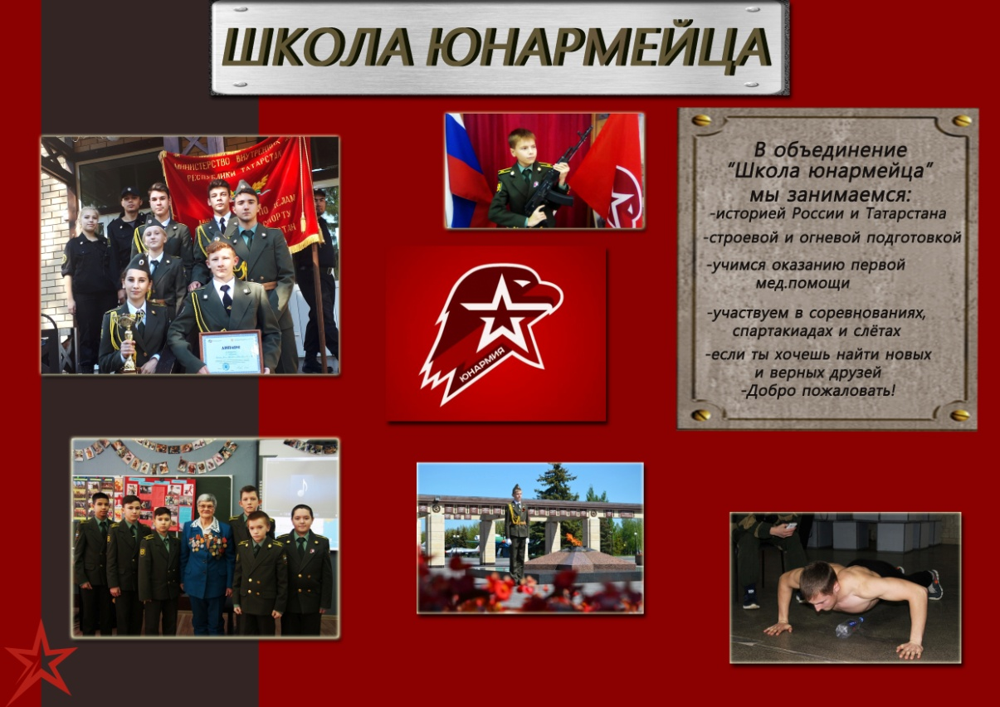 ШКОЛА ЮНАРМЕЙЦА
МИНИСТЕРСТВО ВНУТРЕННИХ
РЕСПУБЛИКИ ТАТАРСТАН
ДИПЛОМ
ЮНАРМИЯ
В объединение
“Школа юнармейца”
мы занимаемся:
-историей России и Татарстана
-строевой и огневой подготовкой
-учимся оказанию первой
мед.помощи
-участвуем в соревнованиях,
спартакиадах и слётах
-если ты хочешь найти новых
и верных друзей
-Добро пожаловать!